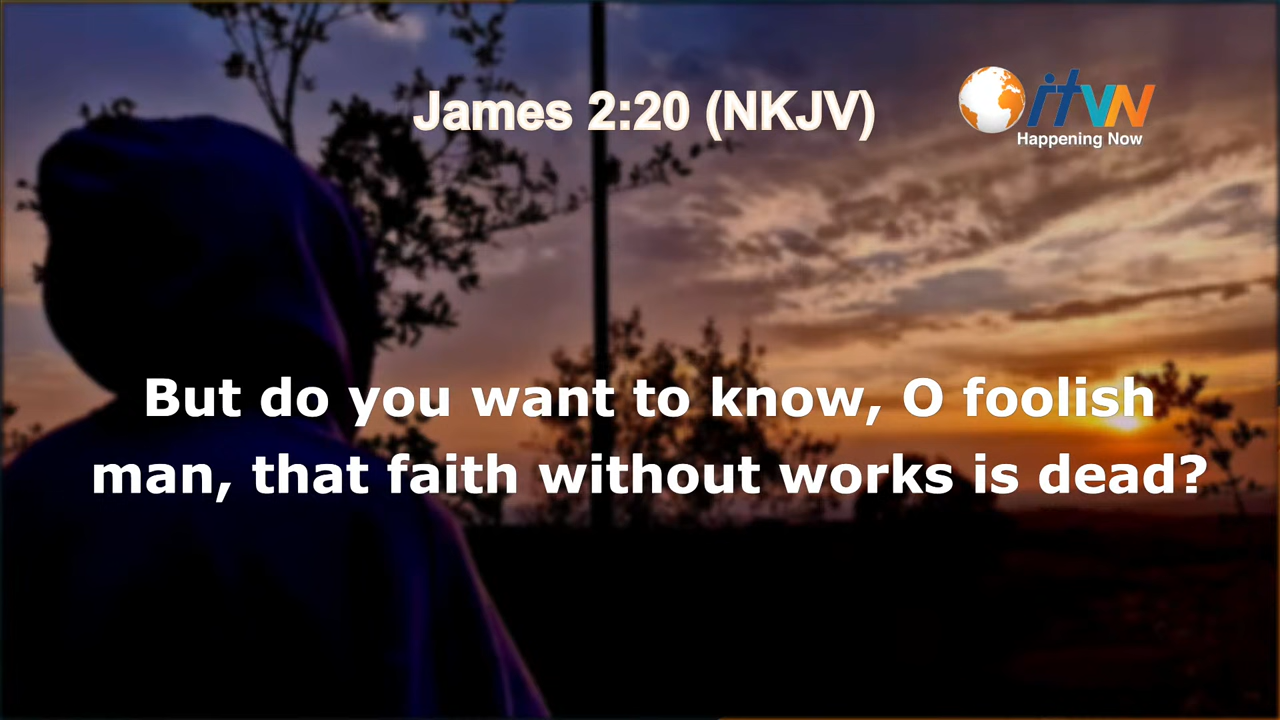 James 2:20 (NKJV)
itvn
Happening Now
But do you want to know, O foolish
man, that faith without works is dead?